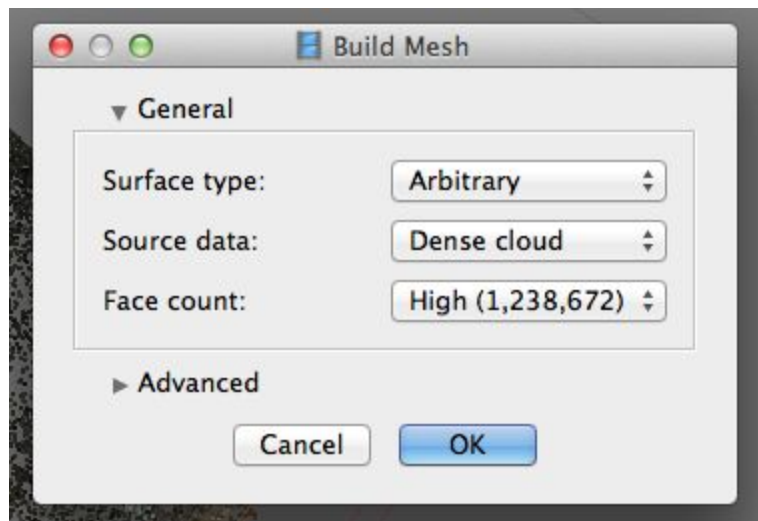 Build Mesh
General
Surface type: Arbitrary
Source data: Dense cloud
Face count: High (1,238,672)
Advanced
Cancel OK